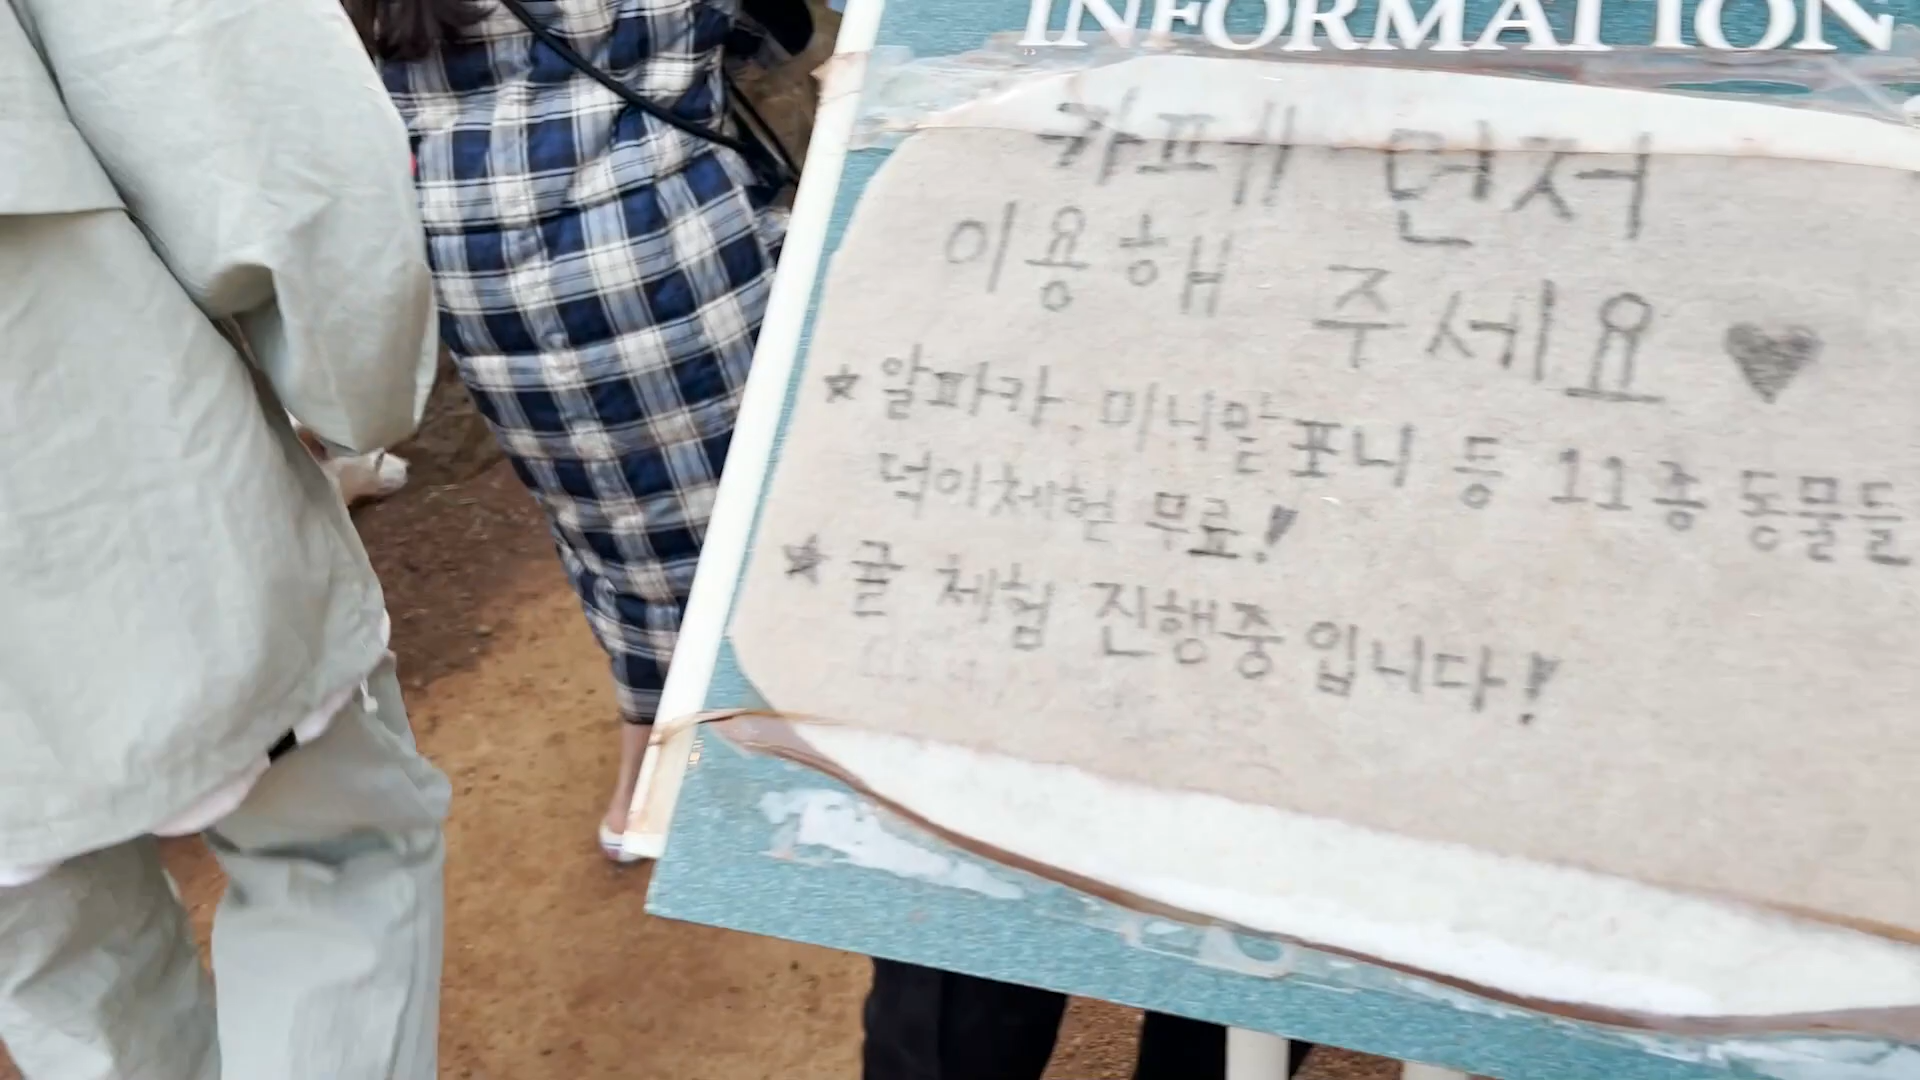 INFORMATION
카페 먼저
이용해 주세요 ♥
★ 알파카, 미니말 포니 등 11종 동물들
먹이체험 무료!
★ 귤 체험 진행중입니다!